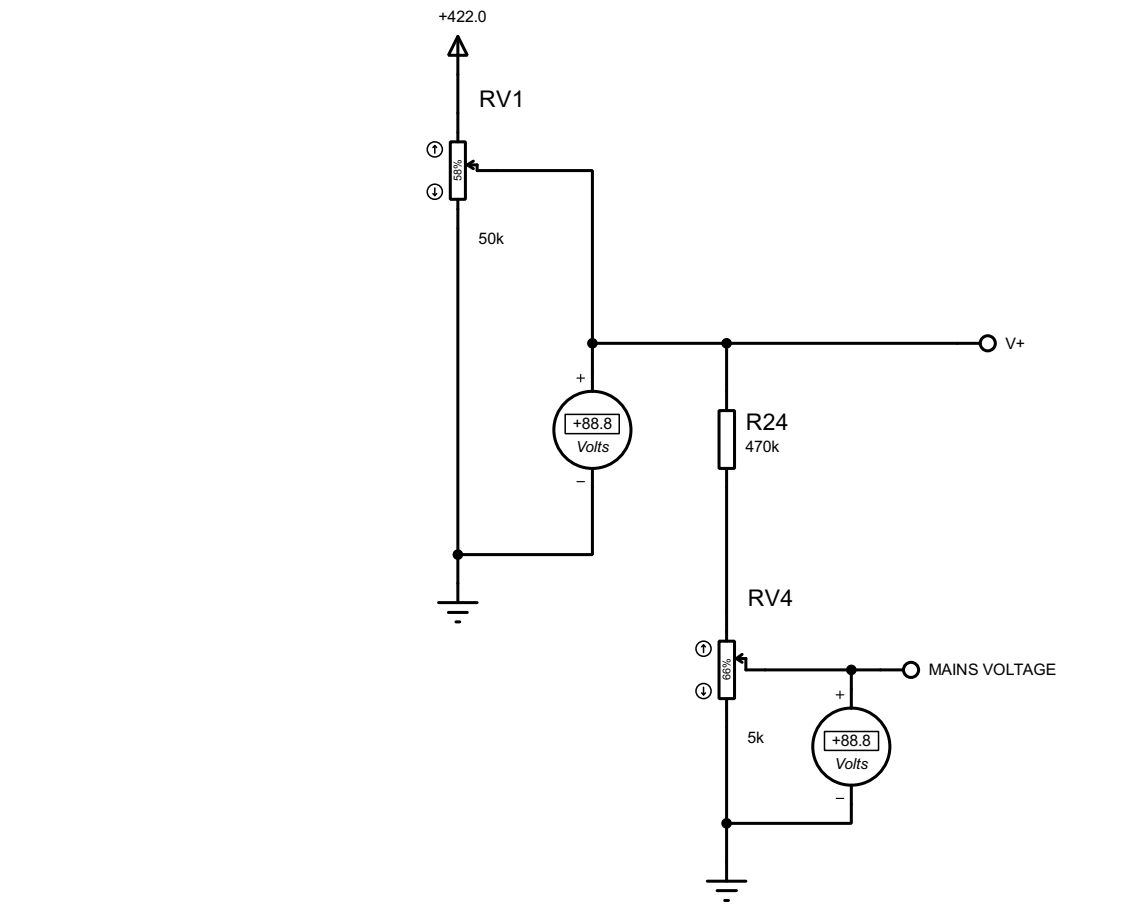 +422.0
RV1
58%
50k
V+
+
+88.8
Volts
−
R24
470k
RV4
66%
MAINS VOLTAGE
+
5k
+88.8
Volts
−